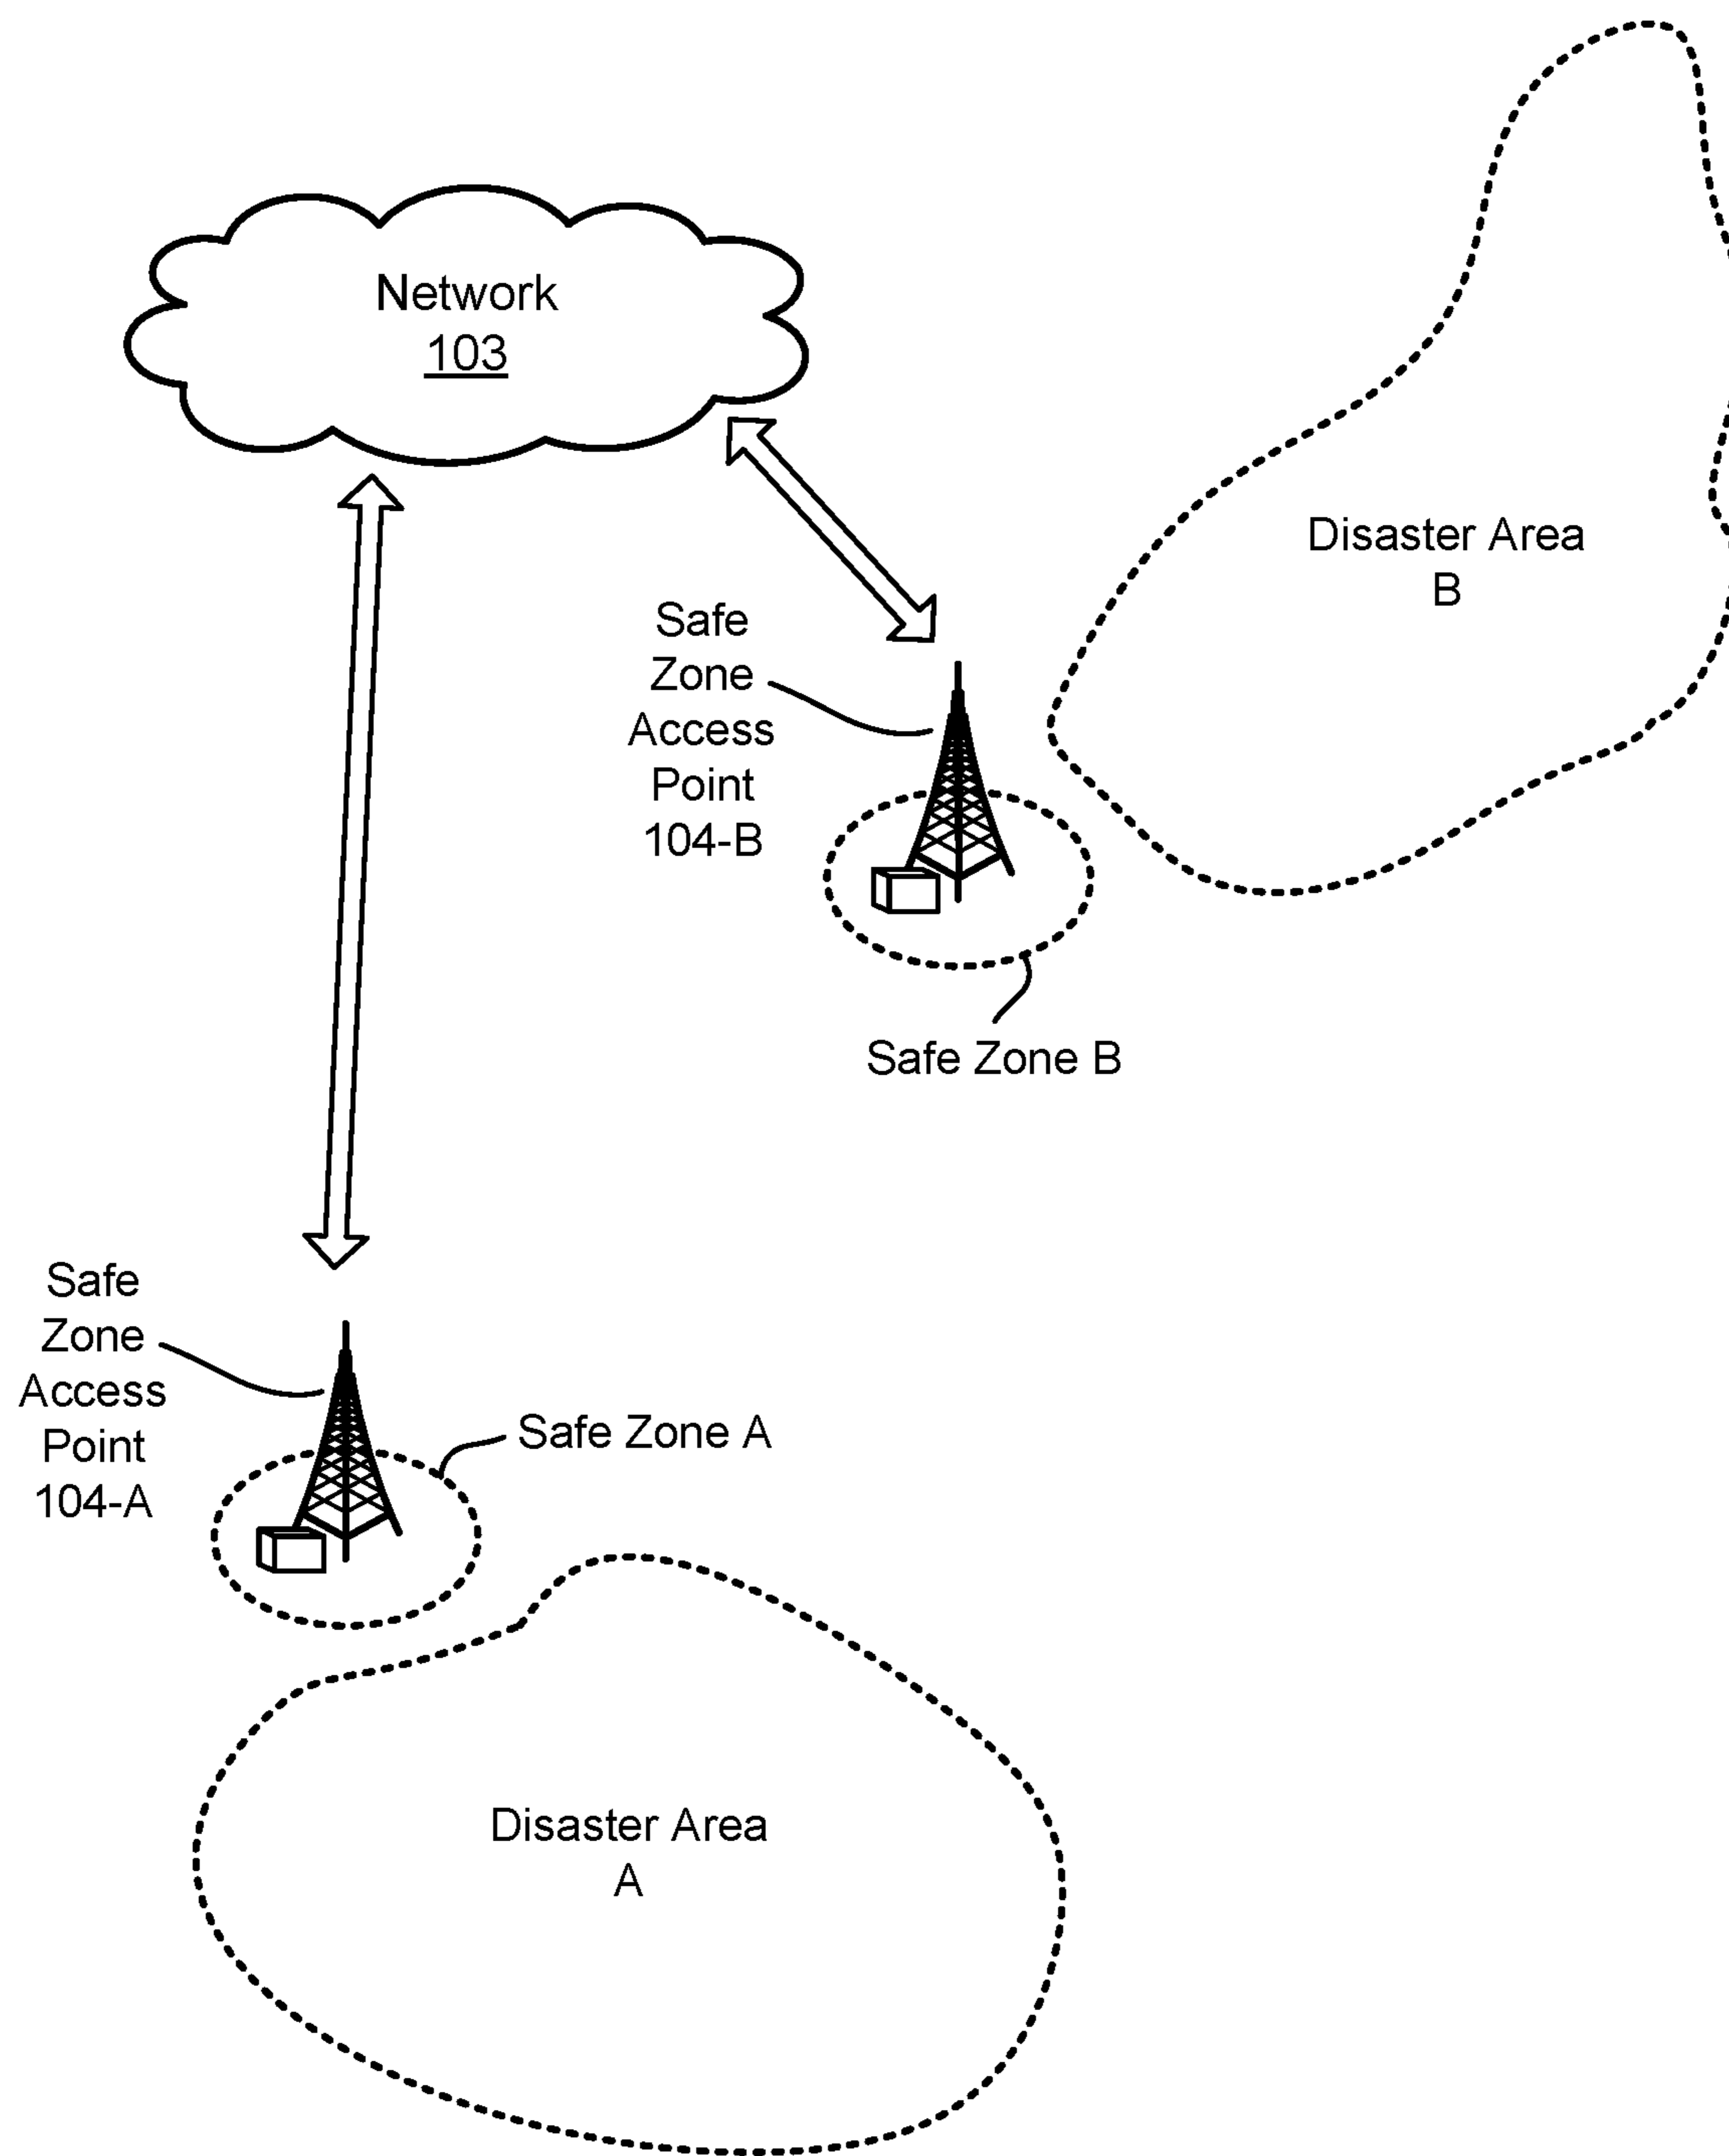 Network
103
Disaster Area
B
Safe
Zone
Access
Point
104-B
Safe Zone B
Safe
Zone
Access
Point
104-A
Safe Zone A
Disaster Area
A